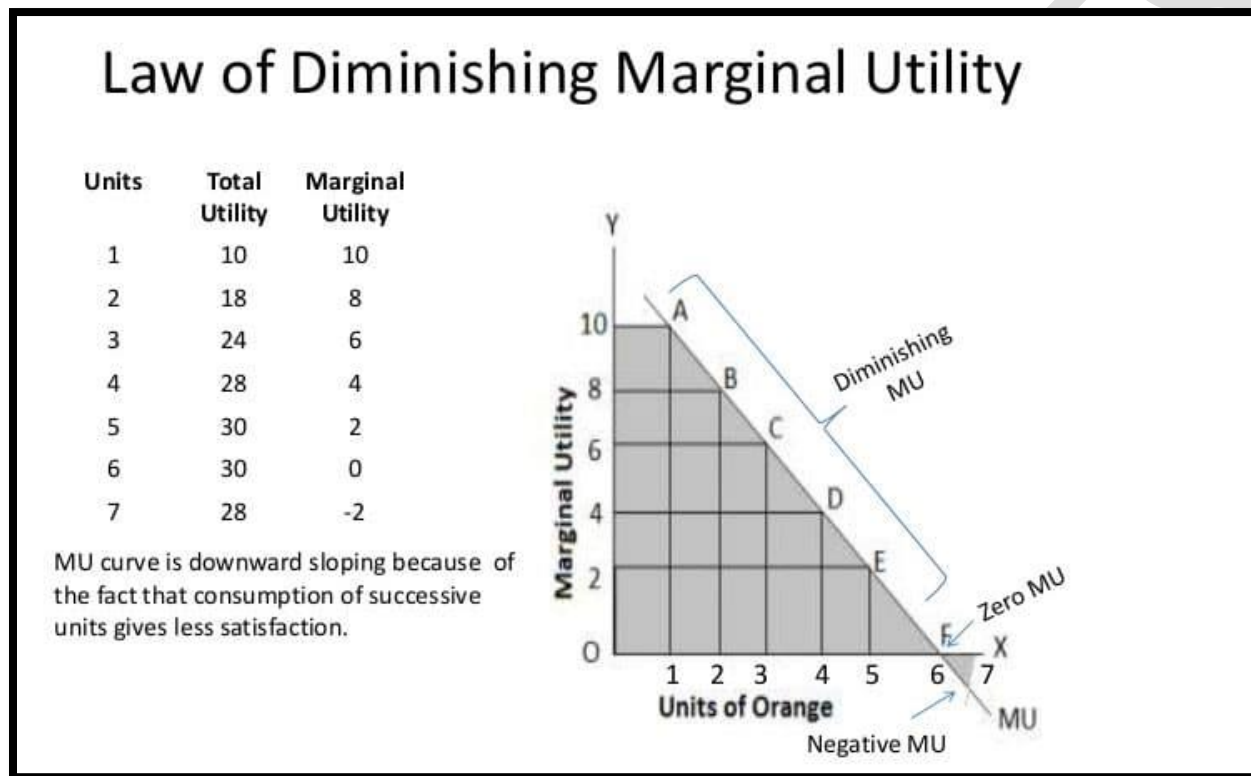 Law of Diminishing Marginal Utility
Units Total Utility Marginal Utility
1 10 10
2 18 8
3 24 6
4 28 4
5 30 2
6 30 0
7 28 -2
MU curve is downward sloping because of
the fact that consumption of successive
units gives less satisfaction.
Y
Marginal Utility
10
8
6
4
2
0
A
B
C
D
E
F
Diminishing
MU
Zero MU
X
1 2 3 4 5 6 7
Units of Orange
MU
Negative MU